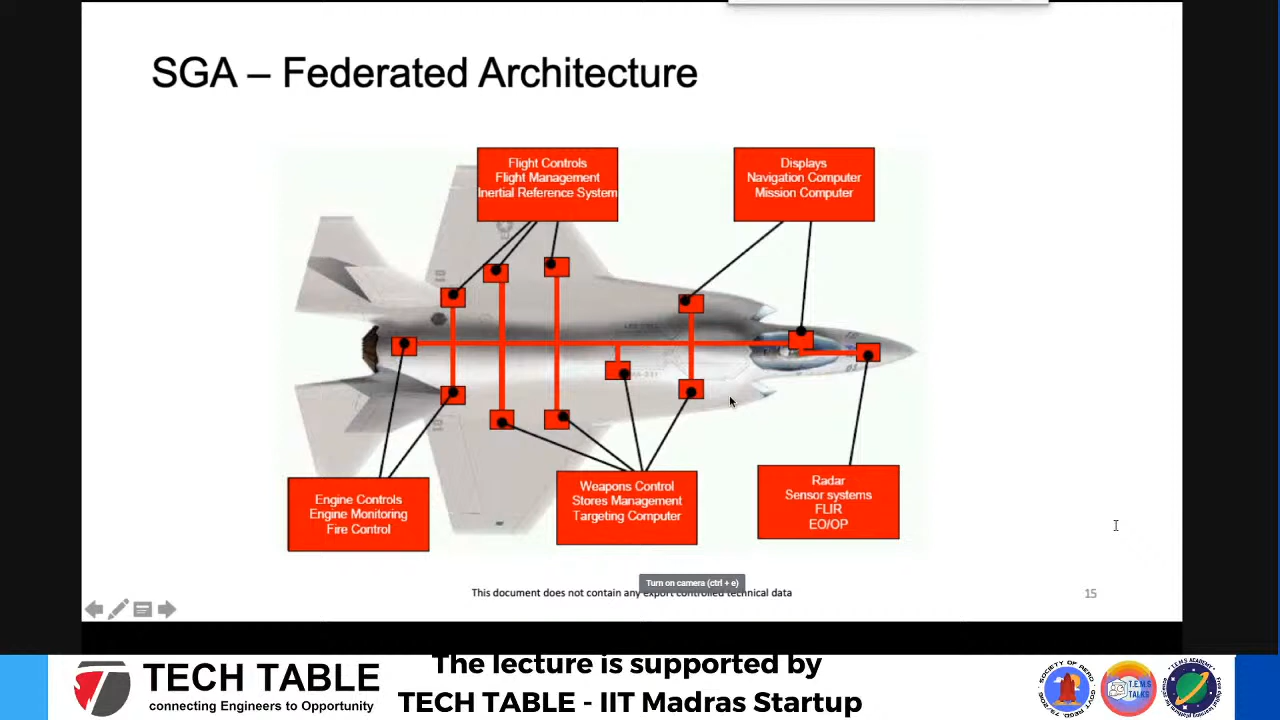 SGA – Federated Architecture
Flight Controls
Flight Management
Inertial Reference System
Displays
Navigation Computer
Mission Computer
Engine Controls
Engine Monitoring
Fire Control
Weapons Control
Stores Management
Targeting Computer
Radar
Sensor systems
FLIR
EO/OP
Turn on camera (ctrl + e)
This document does not contain any export controlled technical data
15
TECH TABLE
connecting Engineers to Opportunity
The lecture is supported by
TECH TABLE - IIT Madras Startup
T.E.M.S
TALKS